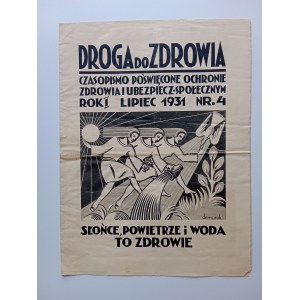 DROGA DO ZDROWIA
CZASOPISMO POŚWIĘCONE OCHRONIE
ZDROWIA I UBEZPIECZ-SPOŁECZNYM
ROK I. LIPIEC 1931 NR. 4
SŁOŃCE, POWIETRZE i WODA
TO ZDROWIE